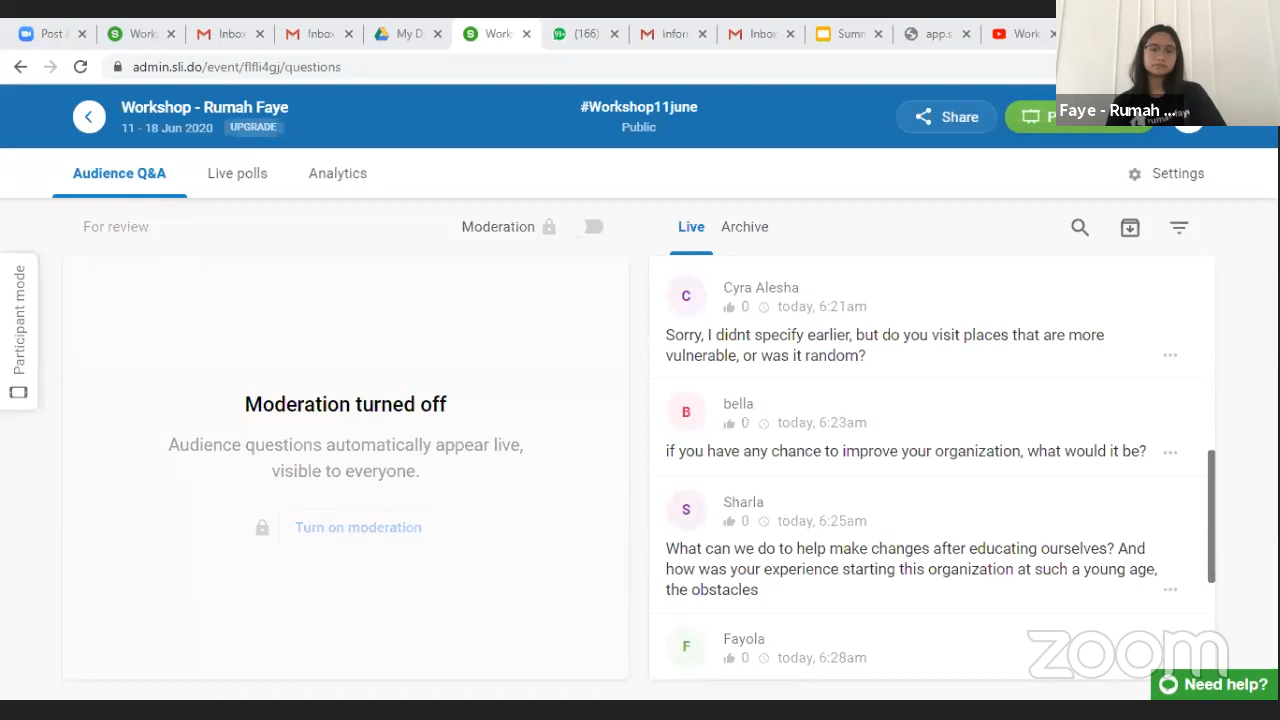 Post
Work
Inbo
Inbo
My D
Work
(166)
Infor
Inbo
Summ
app.s
Work
admin.sli.do/event/flfli4gj/questions
Workshop - Rumah Faye
11 - 18 Jun 2020 UPGRADE
#Workshop11june
Public
Share
P
Faye - Rumah ...
rumah faye
Audience Q&A
Live polls
Analytics
Settings
For review
Moderation
Live
Archive
Participant mode
Moderation turned off
Audience questions automatically appear live,
visible to everyone.
Turn on moderation
C
Cyra Alesha
0 today, 6:21am
Sorry, I didnt specify earlier, but do you visit places that are more
vulnerable, or was it random?
B
bella
0 today, 6:23am
if you have any chance to improve your organization, what would it be?
S
Sharla
0 today, 6:25am
What can we do to help make changes after educating ourselves? And
how was your experience starting this organization at such a young age,
the obstacles
F
Fayola
0 today, 6:28am
zoom
Need help?